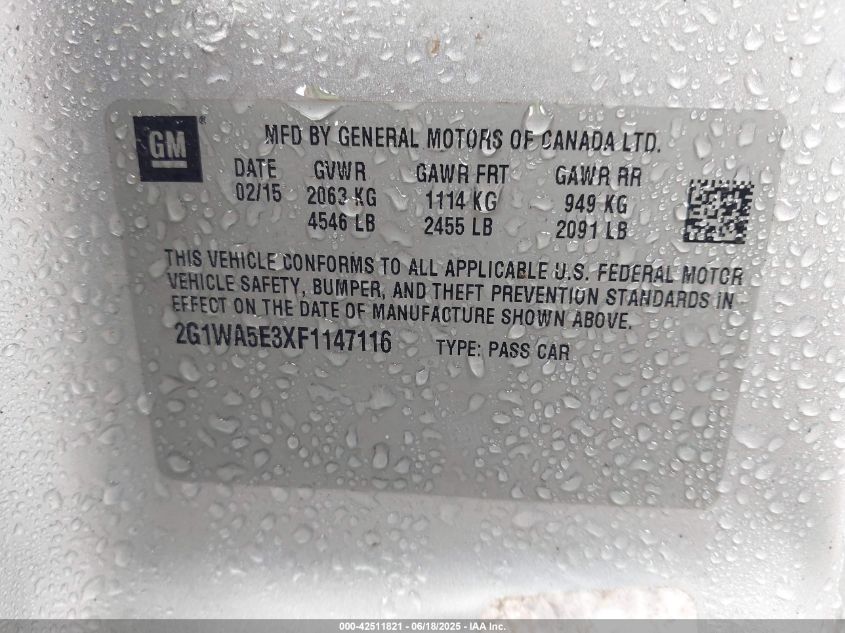 GM®
MFD BY GENERAL MOTORS OF CANADA LTD.
DATE GVWR GAWR FRT GAWR RR
02/15 2063 KG 1114 KG 949 KG
4546 LB 2455 LB 2091 LB
THIS VEHICLE CONFORMS TO ALL APPLICABLE U.S. FEDERAL MOTOR
VEHICLE SAFETY, BUMPER, AND THEFT PREVENTION STANDARDS IN
EFFECT ON THE DATE OF MANUFACTURE SHOWN ABOVE.
2G1WA5E3XF1147116 TYPE: PASS CAR
000-42511821 - 06/18/2025 - IAA Inc.